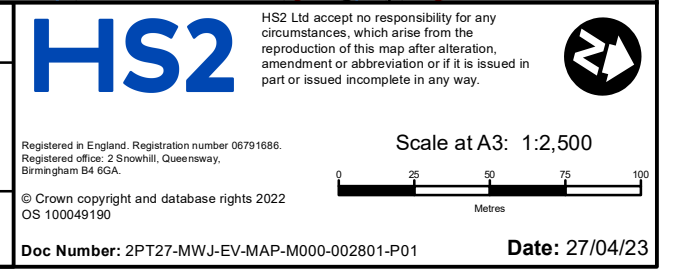 HS2
HS2 Ltd accept no responsibility for any
circumstances, which arise from the
reproduction of this map after alteration,
amendment or abbreviation or if it is issued in
part or issued incomplete in any way.
N
Registered in England. Registration number 06791686.
Registered office: 2 Snowhill, Queensway,
Birmingham B4 6GA.
© Crown copyright and database rights 2022
OS 100049190
Scale at A3: 1:2,500
0 25 50 75 100
Metres
Doc Number: 2PT27-MWJ-EV-MAP-M000-002801-P01
Date: 27/04/23